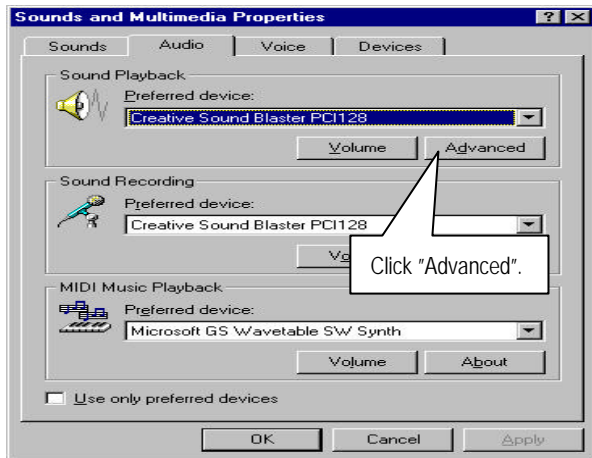 Sounds and Multimedia Properties
Sounds
Audio
Voice
Devices
Sound Playback
Preferred device:
Creative Sound Blaster PCI128
Volume
Advanced
Sound Recording
Preferred device:
Creative Sound Blaster PCI128
Click "Advanced".
MIDI Music Playback
Preferred device:
Microsoft GS Wavetable SW Synth
Volume
About
Use only preferred devices
OK
Cancel
Apply